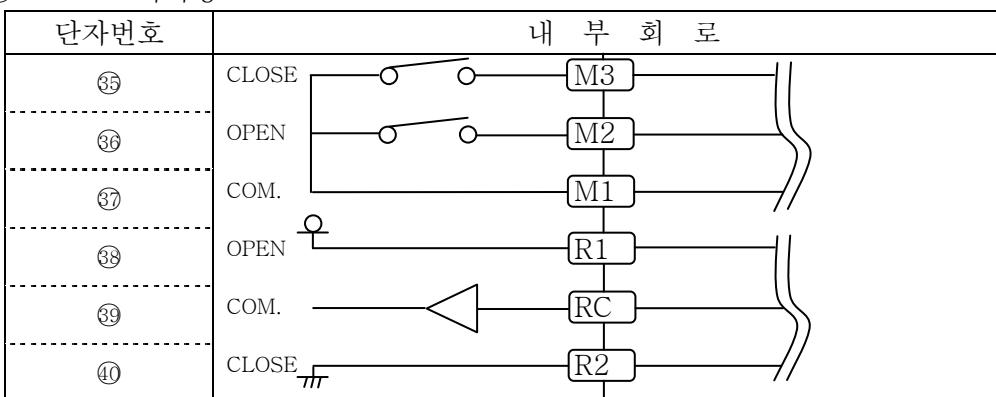 단자번호 내 부 회 로
㉟ CLOSE M3
㊱ OPEN M2
㊲ COM. M1
㊳ OPEN R1
㊴ COM. RC
㊵ CLOSE R2